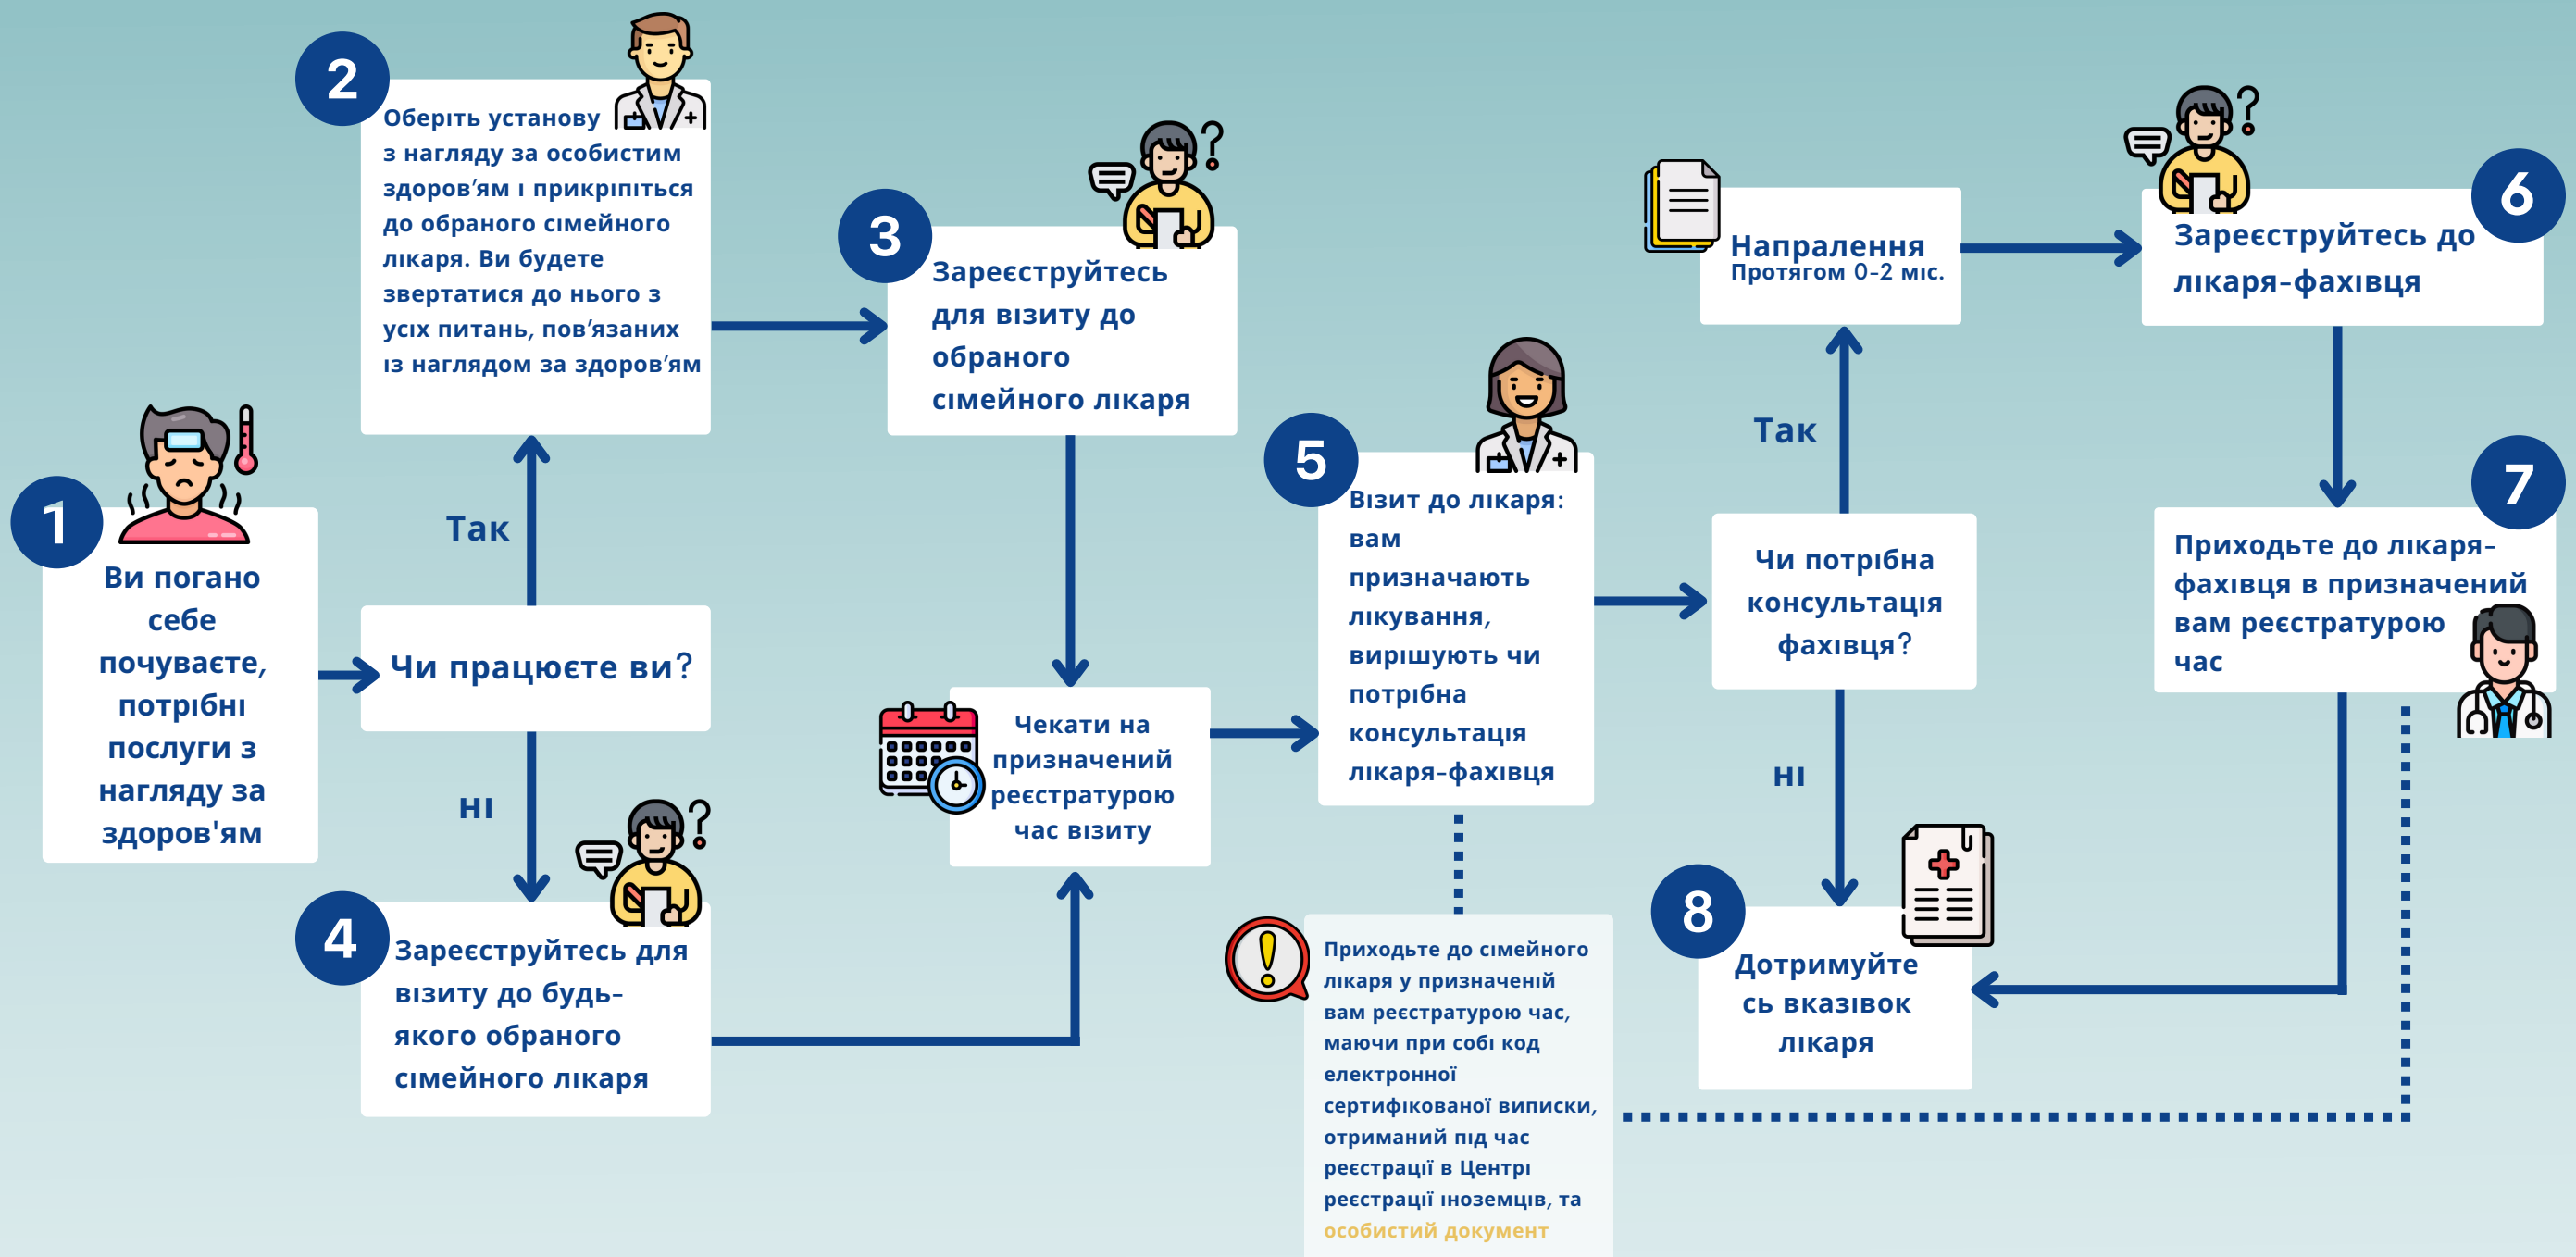 1
Ви погано
себе
почуваєте,
потрібні
послуги з
нагляду за
здоров'ям
Чи працюєте ви?
Так
2
Оберіть установу
з нагляду за особистим
здоров’ям і прикріпіться
до обраного сімейного
лікаря. Ви будете
звертатися до нього з
усіх питань, пов’язаних
із наглядом за здоров’ям
3
Зареєструйтесь
для візиту до
обраного
сімейного лікаря
ні
4
Зареєструйтесь для
візиту до будь-
якого обраного
сімейного лікаря
Чекати на
призначений
реєстратурою
час візиту
5
Візит до лікаря:
вам
призначають
лікування,
вирішують чи
потрібна
консультація
лікаря-фахівця
Приходьте до сімейного
лікаря у призначеній
вам реєстратурою час,
маючи при собі код
електронної
сертифікованої виписки,
отриманий під час
реєстрації в Центрі
реєстрації іноземців, та
особистий документ
Чи потрібна
консультація
фахівця?
Так
Напралення
Протягом 0-2 міс.
6
Зареєструйтесь до
лікаря-фахівця
7
Приходьте до лікаря-
фахівця в призначений
вам реєстратурою
час
ні
8
Дотримуйте
сь вказівок
лікаря